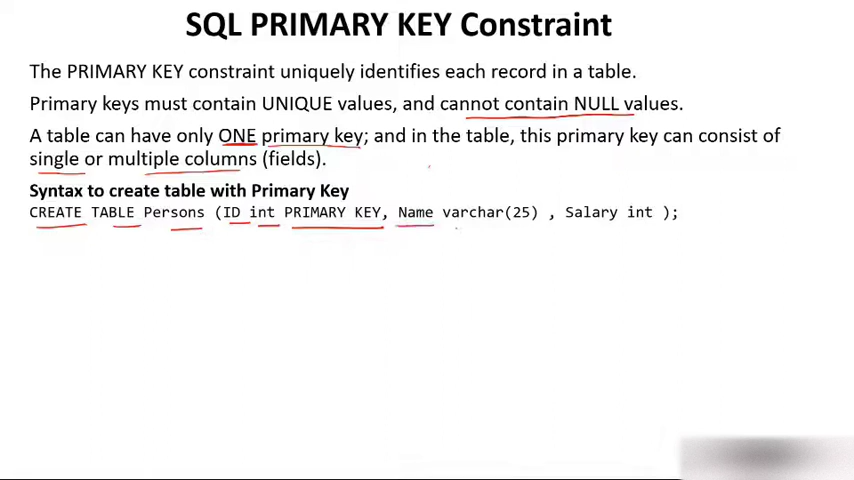 SQL PRIMARY KEY Constraint
The PRIMARY KEY constraint uniquely identifies each record in a table.
Primary keys must contain UNIQUE values, and cannot contain NULL values.
A table can have only ONE primary key; and in the table, this primary key can consist of
single or multiple columns (fields).
Syntax to create table with Primary Key
CREATE TABLE Persons (ID int PRIMARY KEY, Name varchar(25) , Salary int );